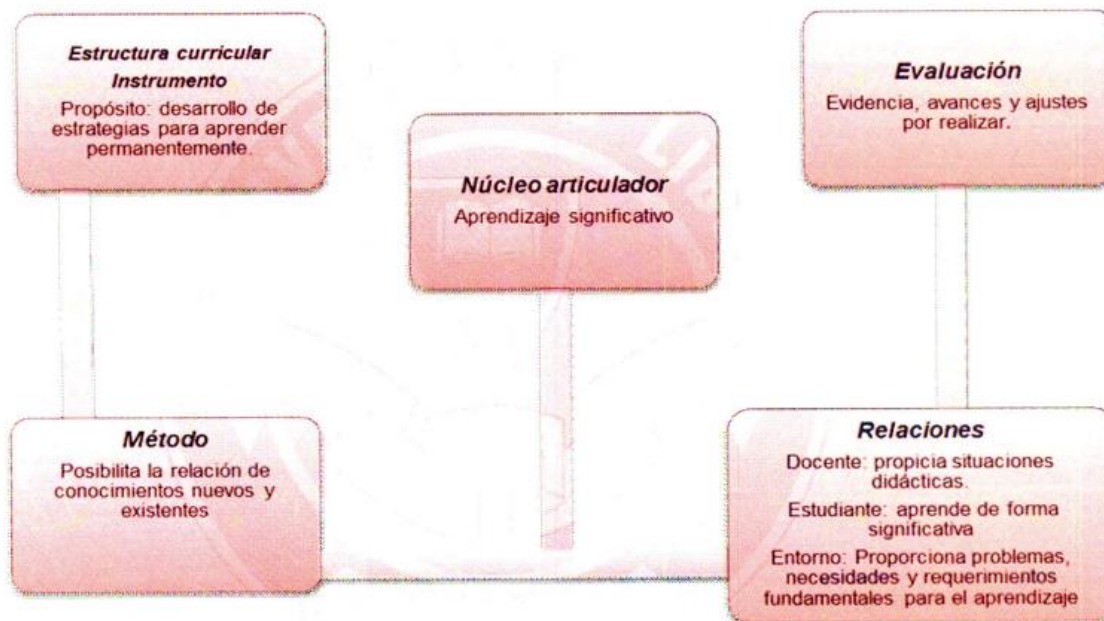 Estructura curricular
Instrumento
Propósito: desarrollo de
estrategias para aprender
permanentemente.
Núcleo articulador
Aprendizaje significativo
Evaluación
Evidencia, avances y ajustes
por realizar.
Método
Posibilita la relación de
conocimientos nuevos y
existentes
Relaciones
Docente: propicia situaciones
didácticas.
Estudiante: aprende de forma
significativa
Entorno: Proporciona problemas,
necesidades y requerimientos
fundamentales para el aprendizaje